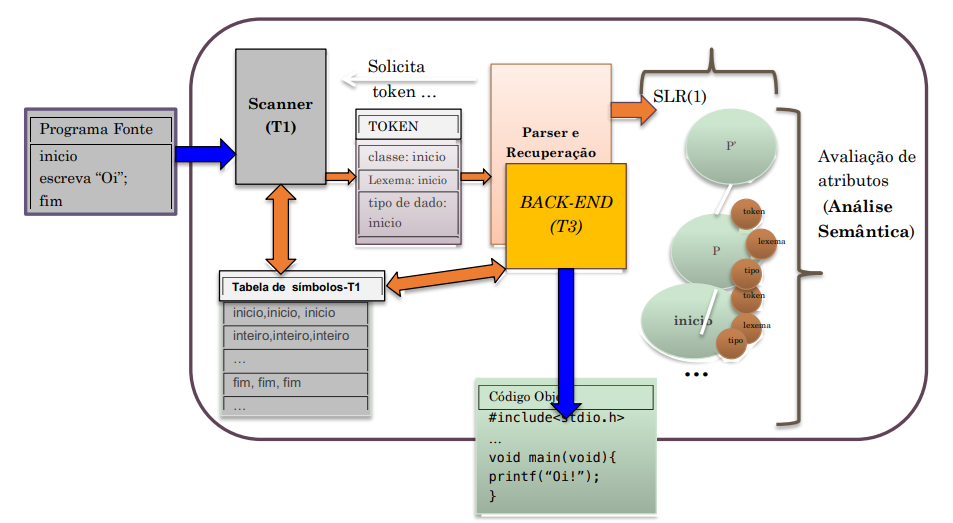 Programa Fonte
inicio
escreva “Oi”;
fim
Scanner
(T1)
Solicita
token …
TOKEN
classe: inicio
Lexema: inicio
tipo de dado:
inicio
Parser e
Recuperação
BACK-END
(T3)
SLR(1)
P'
P
token
lexema
tipo
inicio
token
lexema
tipo
…
Avaliação de
atributos
(Análise
Semântica)
Tabela de símbolos-T1
inicio,inicio, inicio
inteiro,inteiro,inteiro
…
fim, fim, fim
…
Código
#include<stdio.h>
…
void main(void){
printf(“Oi!”);
}